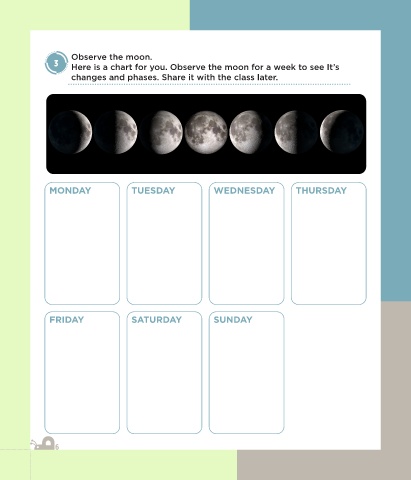 3
Observe the moon.
Here is a chart for you. Observe the moon for a week to see It's
changes and phases. Share it with the class later.
MONDAY
TUESDAY
WEDNESDAY
THURSDAY
FRIDAY
SATURDAY
SUNDAY